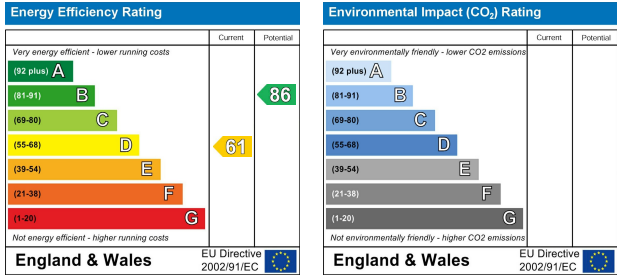 Energy Efficiency Rating
Current Potential
Very energy efficient - lower running costs
(92 plus) A
(81-91) B
(69-80) C
(55-68) D
(39-54) E
(21-38) F
(1-20) G
86
61
Not energy efficient - higher running costs
England & Wales
EU Directive
2002/91/EC
Environmental Impact (CO₂) Rating
Current Potential
Very environmentally friendly - lower CO2 emissions
(92 plus) A
(81-91) B
(69-80) C
(55-68) D
(39-54) E
(21-38) F
(1-20) G
Not environmentally friendly - higher CO2 emissions
England & Wales
EU Directive
2002/91/EC